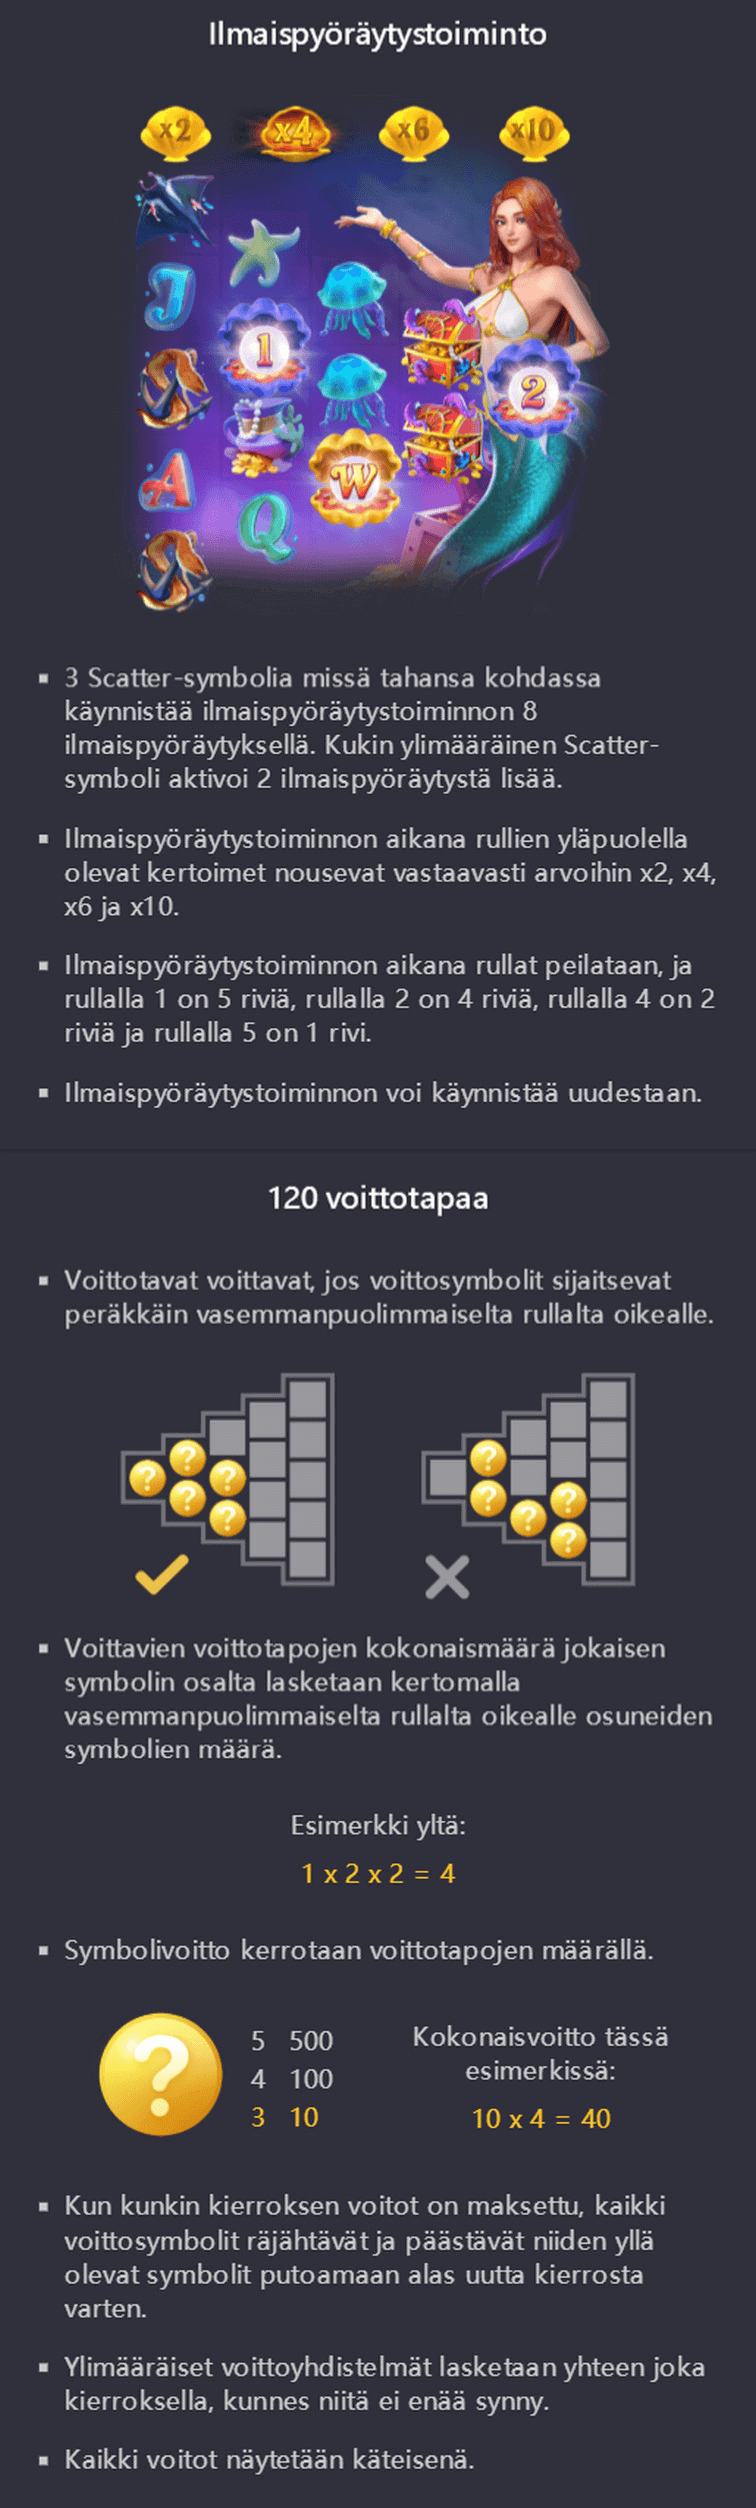 Ilmaispyöräytystoiminto
x2 x4 x6 x10
J
1
2
W
A
Q
▪ 3 Scatter-symbolia missä tahansa kohdassa
käynnistää ilmaispyöräytystoiminnon 8
ilmaispyöräytyksellä. Kukin ylimääräinen Scatter-
symboli aktivoi 2 ilmaispyöräytystä lisää.
▪ Ilmaispyöräytystoiminnon aikana rullien yläpuolella
olevat kertoimet nousevat vastaavasti arvoihin x2, x4,
x6 ja x10.
▪ Ilmaispyöräytystoiminnon aikana rullat peilataan, ja
rullalla 1 on 5 riviä, rullalla 2 on 4 riviä, rullalla 4 on 2
riviä ja rullalla 5 on 1 rivi.
▪ Ilmaispyöräytystoiminnon voi käynnistää uudestaan.
120 voittotapaa
▪ Voittotavat voittavat, jos voittosymbolit sijaitsevat
peräkkäin vasemmanpuolimmaiselta rullalta oikealle.
? ? ? ? ?
? ? ? ? ?
▪ Voittavien voittotapojen kokonaismäärä jokaisen
symbolin osalta lasketaan kertomalla
vasemmanpuolimmaiselta rullalta oikealle osuneiden
symbolien määrä.
Esimerkki yltä:
1 x 2 x 2 = 4
▪ Symbolivoitto kerrotaan voittotapojen määrällä.
?
5 500
4 100
3 10
Kokonaisvoitto tässä
esimerkissä:
10 x 4 = 40
▪ Kun kunkin kierroksen voitot on maksettu, kaikki
voittosymbolit räjähtävät ja päästävät niiden yllä
olevat symbolit putoamaan alas uutta kierrosta
varten.
▪ Ylimääräiset voittoyhdistelmät lasketaan yhteen joka
kierroksella, kunnes niitä ei enää synny.
▪ Kaikki voitot näytetään käteisenä.